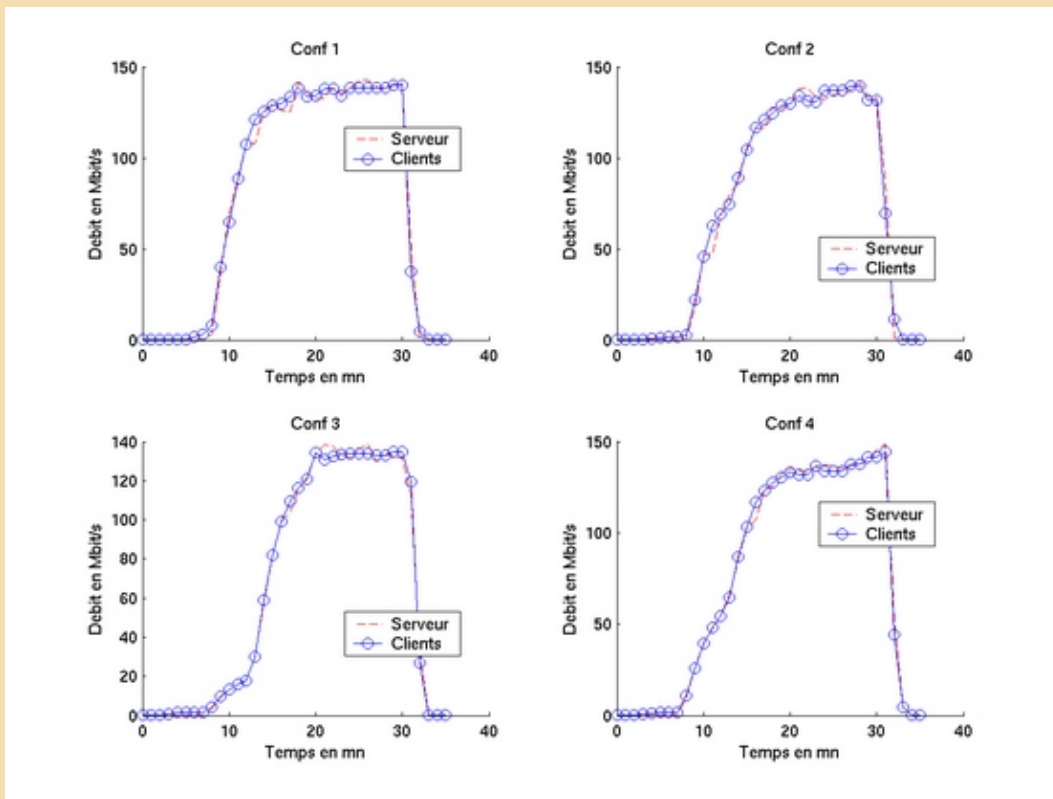 Conf 1
150
100
50
0
Debit en Mbit/s
Serveur
Clients
0 10 20 30 40
Temps en mn
Conf 2
150
100
50
0
Debit en Mbit/s
Serveur
Clients
0 10 20 30 40
Temps en mn
Conf 3
140
120
100
80
60
40
20
0
Debit en Mbit/s
Serveur
Clients
0 10 20 30 40
Temps en mn
Conf 4
150
100
50
0
Debit en Mbit/s
Serveur
Clients
0 10 20 30 40
Temps en mn